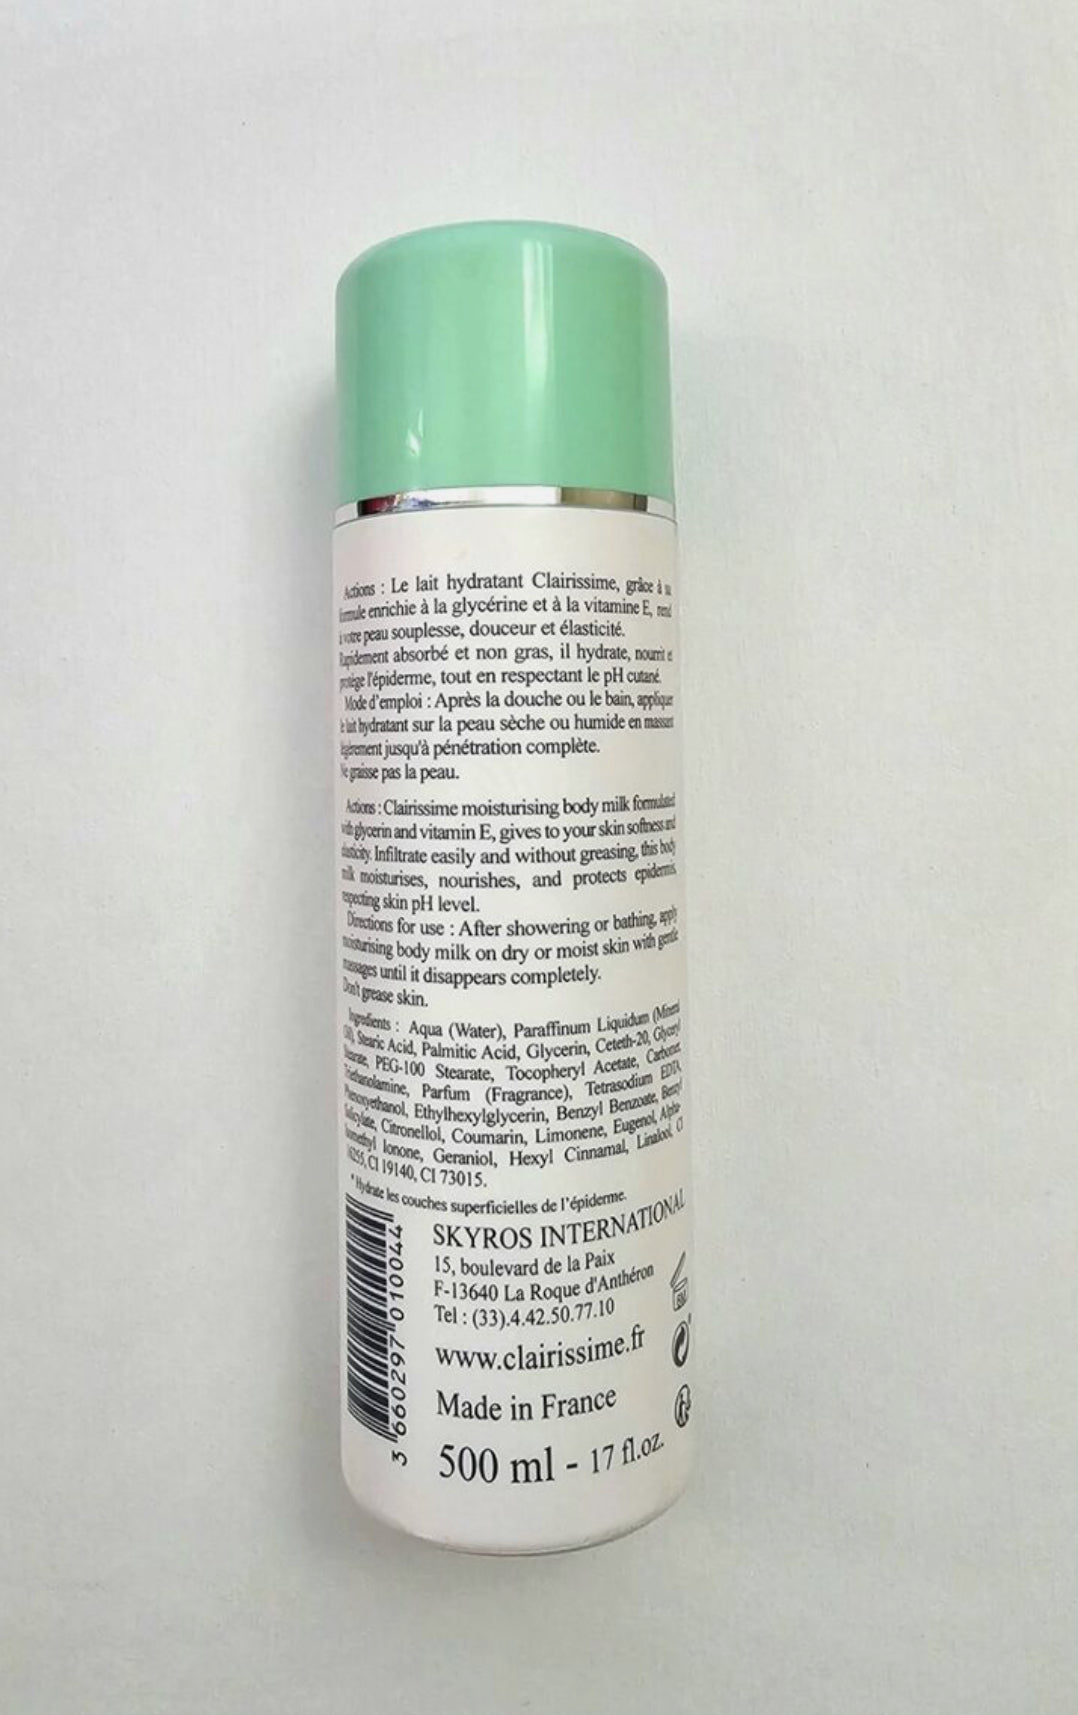 Actions : Le lait hydratant Clairissime, grâce à sa
formule enrichie à la glycérine et à la vitamine E, rend
à votre peau souplesse, douceur et élasticité.
Rapidement absorbé et non gras, il hydrate, nourrit et
protège l'épiderme, tout en respectant le pH cutané.
Mode d'emploi : Après la douche ou le bain, appliquer
le lait hydratant sur la peau sèche ou humide en massant
légèrement jusqu'à pénétration complète.
Ne graisse pas la peau.
Actions : Clairissime moisturising body milk formulated
with glycerin and vitamin E, gives to your skin softness and
elasticity. Infiltrate easily and without greasing, this body
milk moisturises, nourishes, and protects epidermis,
respecting skin pH level.
Directions for use : After showering or bathing, apply
moisturising body milk on dry or moist skin with gentle
massages until it disappears completely.
Don't grease skin.
Ingredients : Aqua (Water), Paraffinum Liquidum (Mineral
Oil), Stearic Acid, Palmitic Acid, Glycerin, Ceteth-20, Glyceryl
Stearate, PEG-100 Stearate, Tocopheryl Acetate, Carbomer,
Triethanolamine, Parfum (Fragrance), Tetrasodium EDTA,
Phenoxyethanol, Ethylhexylglycerin, Benzyl Benzoate, Benzyl
Salicylate, Citronellol, Coumarin, Limonene, Eugenol, Alpha-
Isomethyl Ionone, Geraniol, Hexyl Cinnamal, Linalool, CI
16255, CI 19140, CI 73015.
* Hydrate les couches superficielles de l'épiderme.
SKYROS INTERNATIONAL
15, boulevard de la Paix
F-13640 La Roque d'Anthéron
Tel : (33).4.42.50.77.10
www.clairissime.fr
Made in France
500 ml - 17 fl.oz.
3 660297 010044